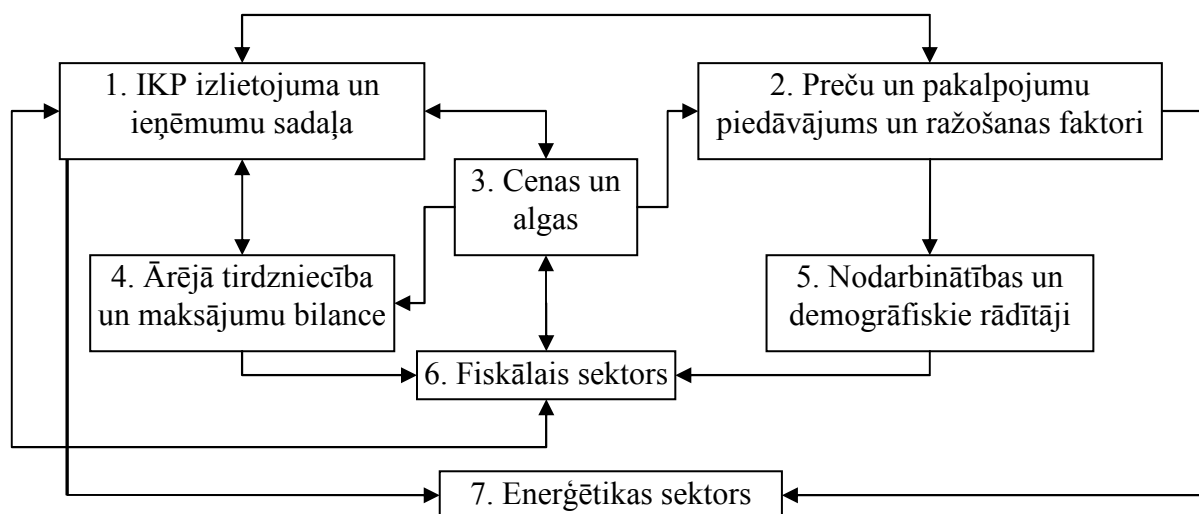 1. IKP izlietojuma un
ieņēmumu sadaļa
2. Preču un pakalpojumu
piedāvājums un ražošanas faktori
3. Cenas un
algas
4. Ārējā tirdzniecība
un maksājumu bilance
5. Nodarbinātības un
demogrāfiskie rādītāji
6. Fiskālais sektors
7. Enerģētikas sektors